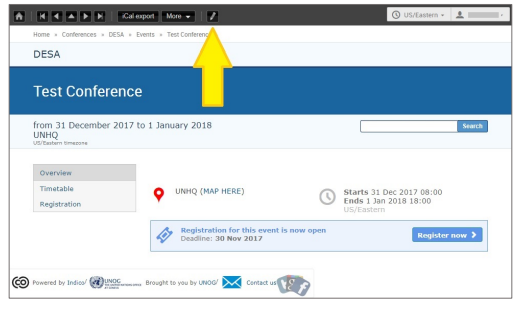 iCal export More US/Eastern
Home » Conferences » DESA » Events » Test Conference
DESA
Test Conference
from 31 December 2017 to 1 January 2018
UNHQ
US/Eastern timezone
Search
Overview
Timetable
Registration
UNHQ (MAP HERE)
Starts 31 Dec 2017 08:00
Ends 1 Jan 2018 18:00
US/Eastern
Registration for this event is now open
Deadline: 30 Nov 2017
Register now
Powered by Indico/ UNOG Brought to you by UNOG/ Contact us